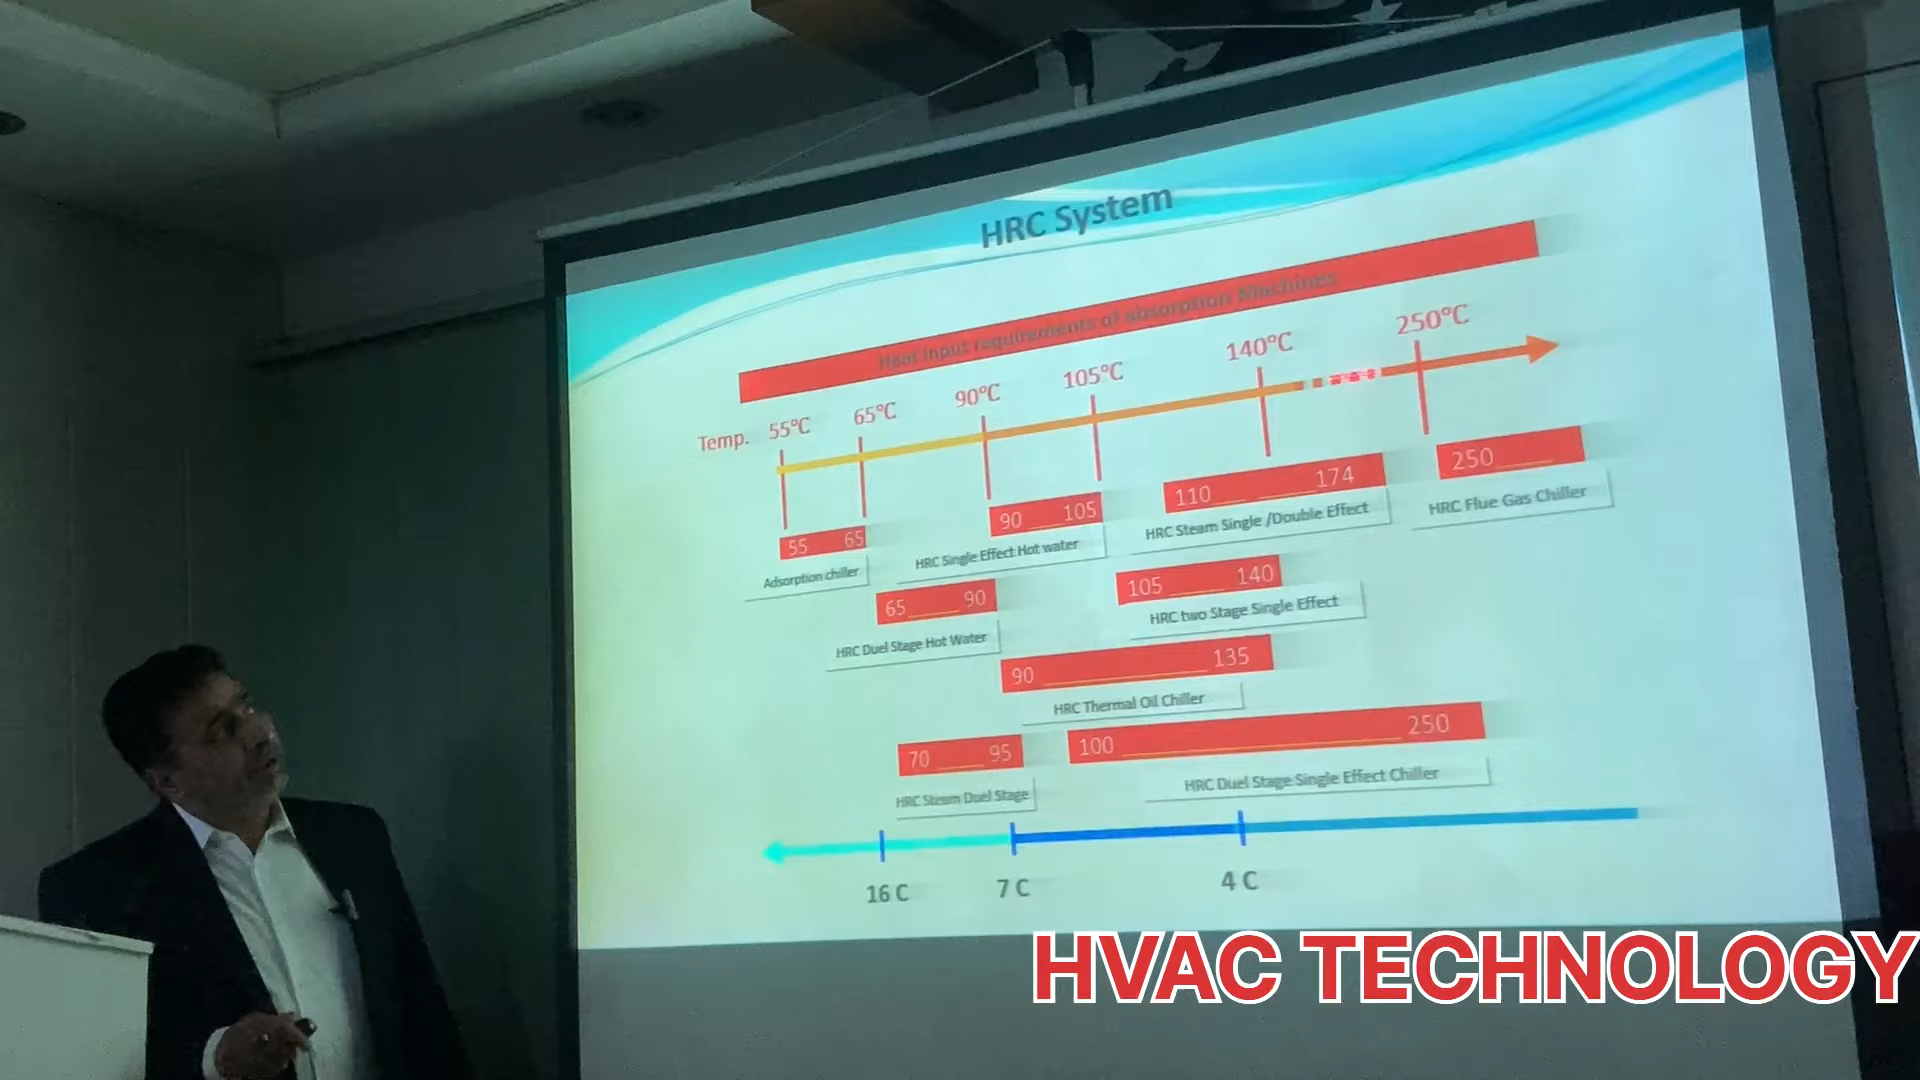 HRC System
Heat input requirements of absorption Mnechines
Temp. 55°C 65°C 90°C 105°C 140°C 250°C
55 65
Adsorption chiller
90 105
HRC Single Effect Hot water
110 174
HRC Steam Single /Double Effect
250
HRC Flue Gas Chiller
65 90
HRC Duel Stage Hot Water
105 140
HRC two Stage Single Effect
90 135
HRC Thermal Oil Chiller
70 95
HRC Steam Duel Stage
100 250
HRC Duel Stage Single Effect Chiller
16 C 7 C 4 C
HVAC TECHNOLOGY